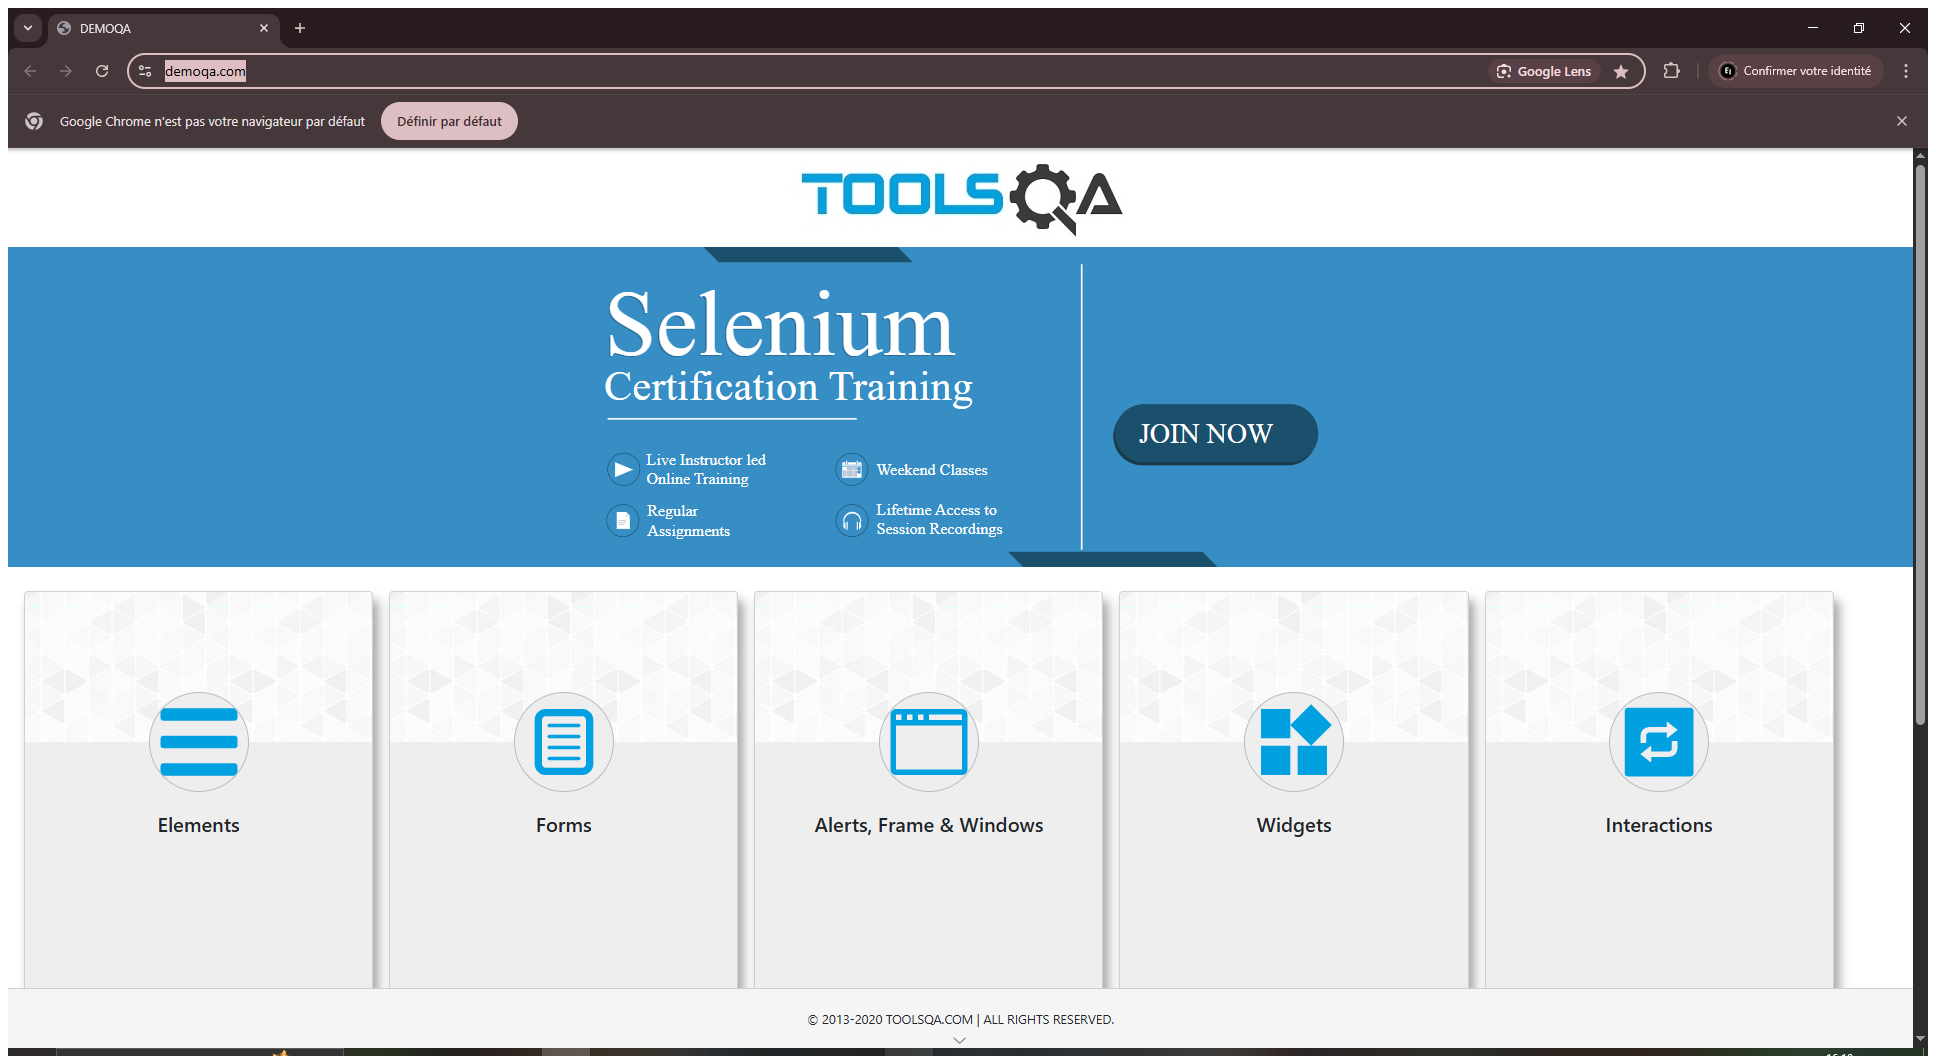 DEMOQA
demoqa.com
Google Lens
Confirmer votre identité
Google Chrome n'est pas votre navigateur par défaut
Définir par défaut
TOOLSQA
Selenium
Certification Training
Live Instructor led
Online Training
Weekend Classes
Regular
Assignments
Lifetime Access to
Session Recordings
JOIN NOW
Elements
Forms
Alerts, Frame & Windows
Widgets
Interactions
© 2013-2020 TOOLSQA.COM | ALL RIGHTS RESERVED.